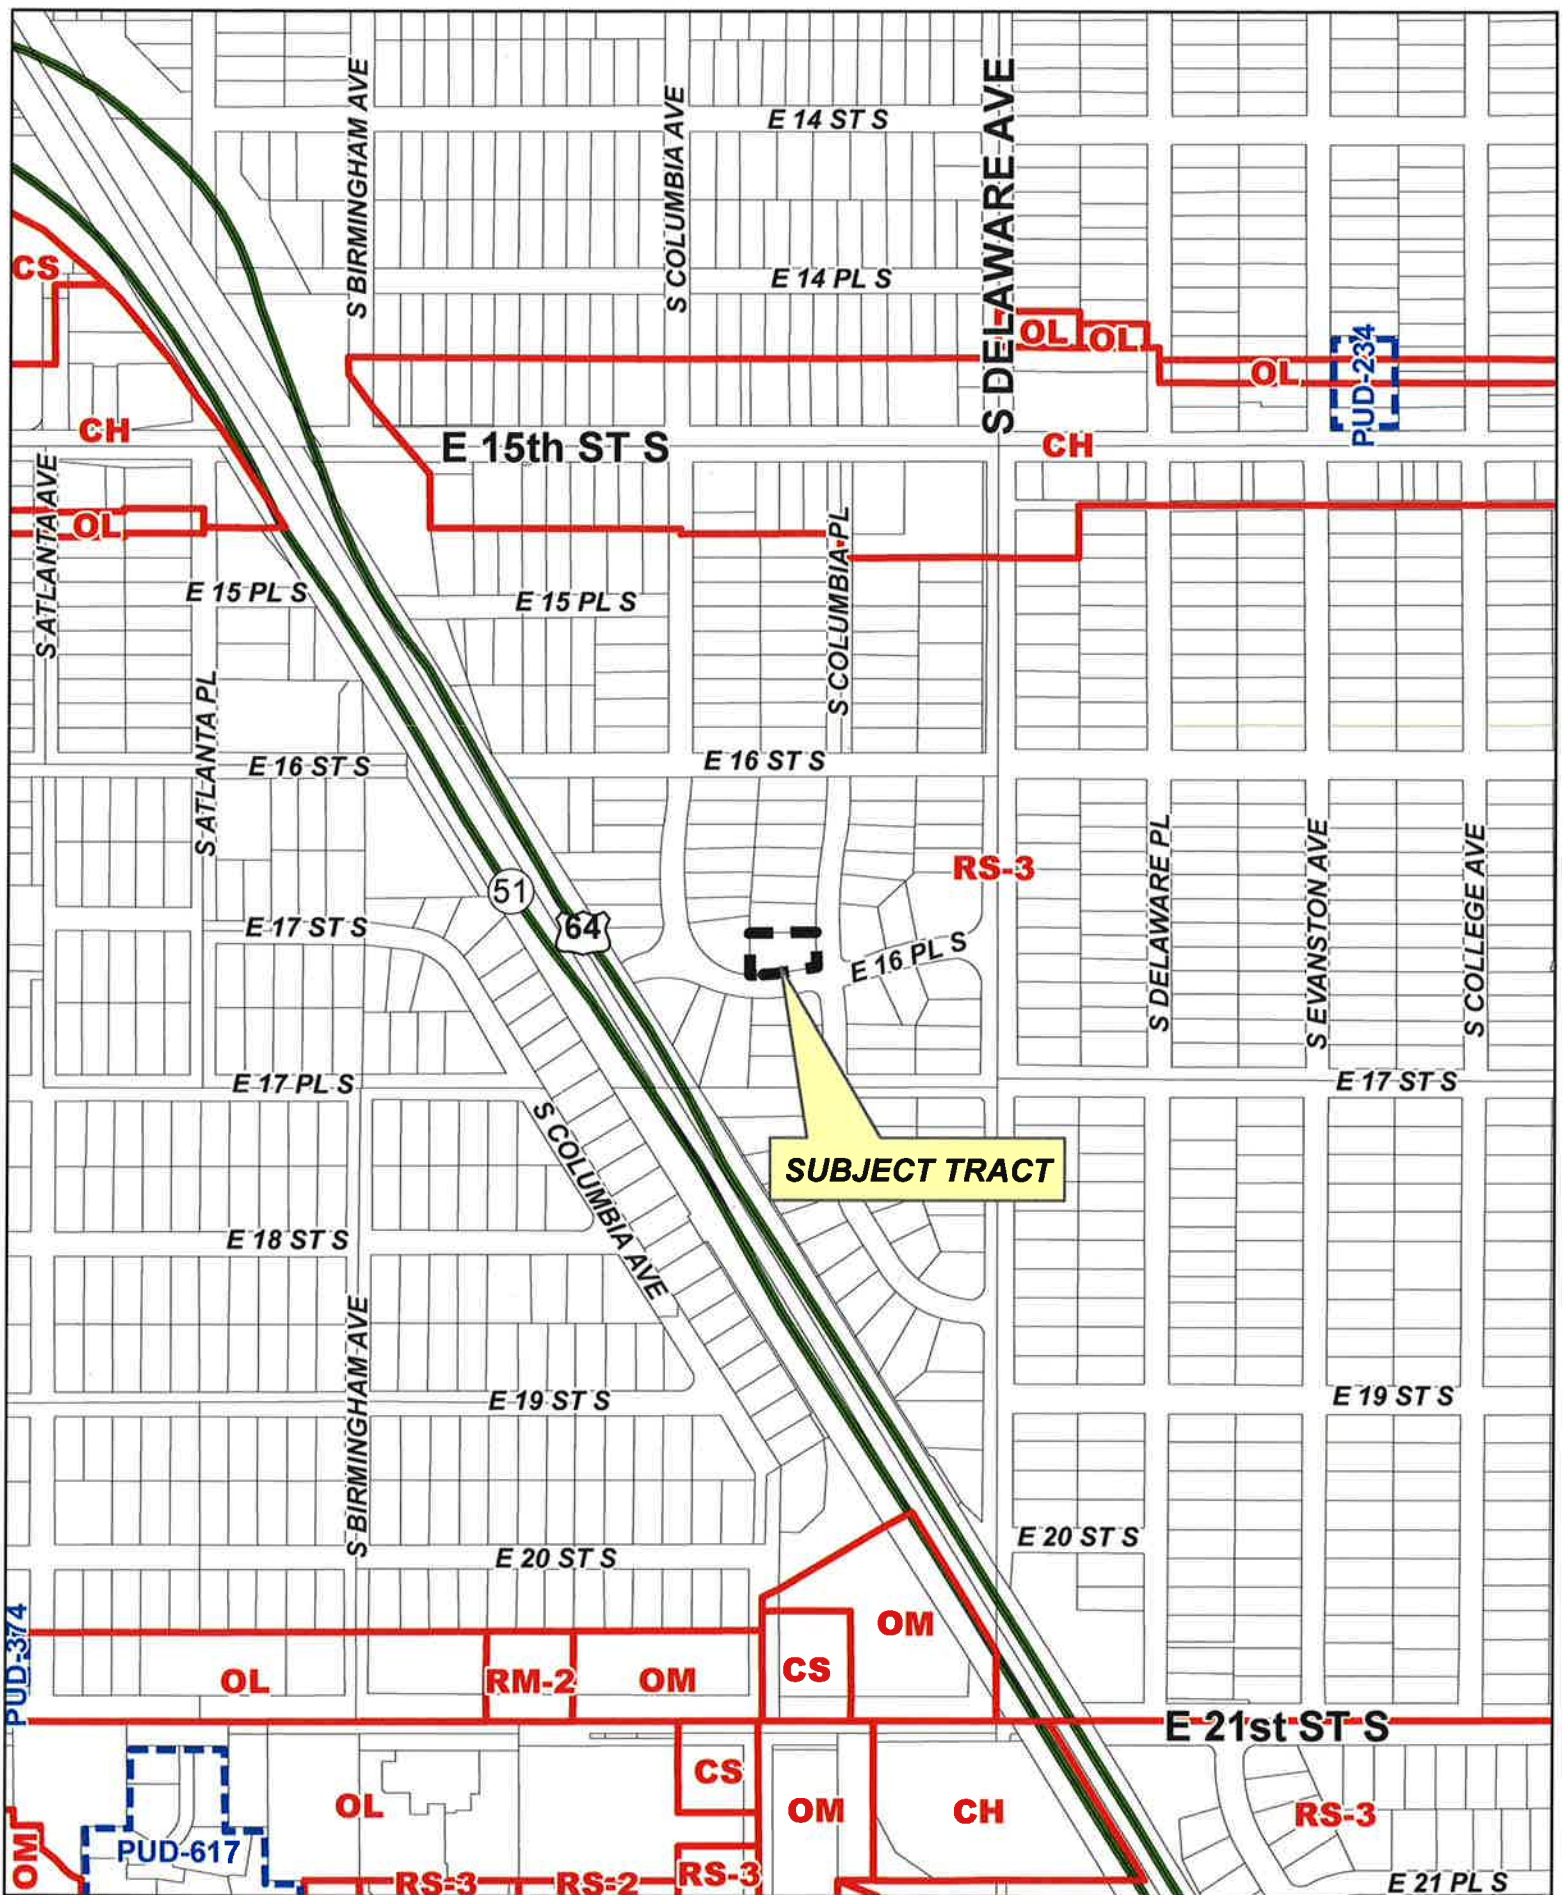 S BIRMINGHAM AVE
S COLUMBIA AVE
E 14 ST S
S DELAWARE AVE
CS
E 14 PL S
OL
OL
OL
PUD-234
CH
E 15th ST S
CH
S ATLANTA AVE
OL
S COLUMBIA PL
E 15 PL S
E 15 PL S
S ATLANTA PL
E 16 ST S
E 16 ST S
RS-3
S DELAWARE PL
S EVANSTON AVE
S COLLEGE AVE
51
64
E 17 ST S
E 16 PL S
E 17 PL S
E 17 ST S
S COLUMBIA AVE
SUBJECT TRACT
E 18 ST S
S BIRMINGHAM AVE
E 19 ST S
E 19 ST S
E 20 ST S
E 20 ST S
PUD-374
OL
RM-2
OM
CS
OM
E 21st ST S
CS
OL
OM
CH
RS-3
OM
PUD-617
RS-3
RS-2
RS-3
E 21 PL S